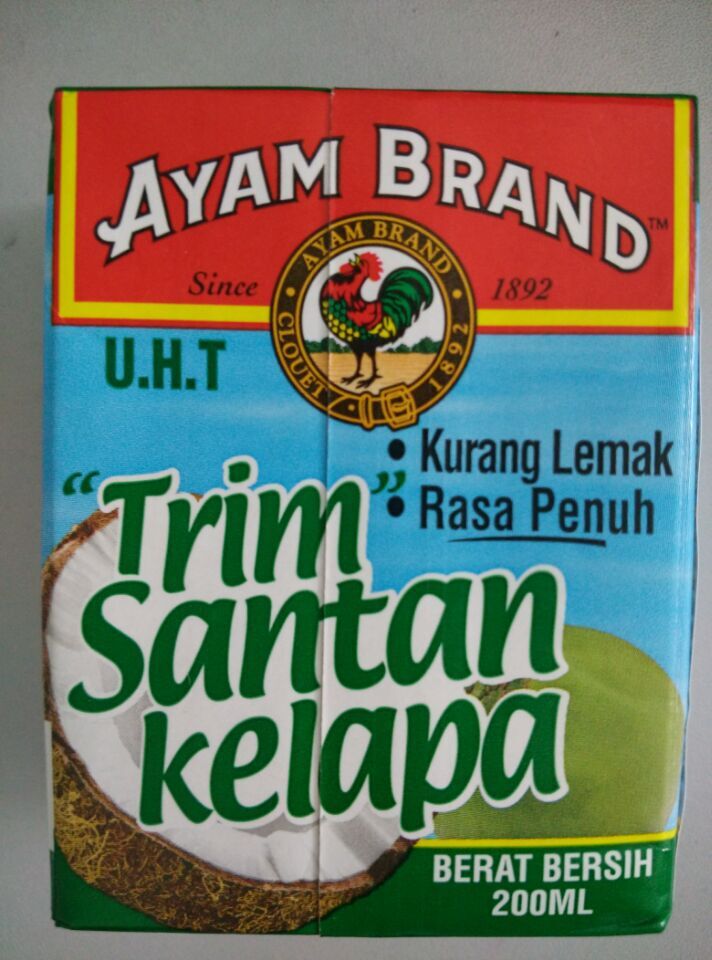 AYAM BRAND™
Since 1892
AYAM BRAND
CLOUET 1892
U.H.T
• Kurang Lemak
• Rasa Penuh
"Trim"
Santan
kelapa
BERAT BERSIH
200ML